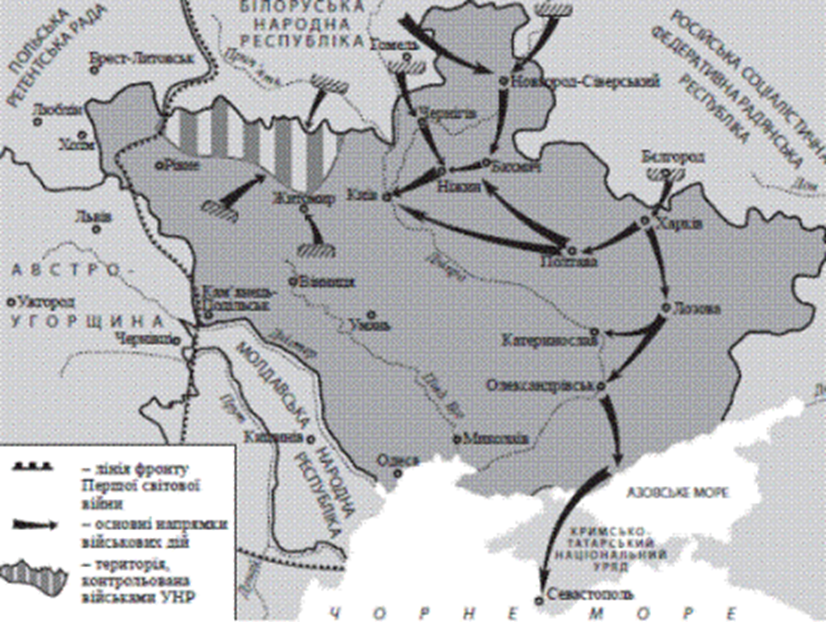 БІЛОРУСЬКА
НАРОДНА
РЕСПУБЛІКА
ПОЛЬСЬКА
РЕГЕНТСЬКА РАДА
РОСІЙСЬКА СОЦІАЛІСТИЧНА
ФЕДЕРАТИВНА РАДЯНСЬКА
РЕСПУБЛІКА
Гомель
Брест-Литовськ
Прип'ять
Новгород-Сіверський
Люблін
Чернігів
Холм
Рівне
Бахмач
Бєлгород
Ніжин
Дон
Житомир
Київ
Львів
Харків
АВСТРО-
УГОРЩИНА
Полтава
Дніпро
Вінниця
Кам'янець-
Подільськ
Ужгород
Умань
Лозова
Чернівці
Дністер
Катеринослав
МОЛДАВСЬКА
НАРОДНА
РЕСПУБЛІКА
Прут
Півд. Буг
Олександрівськ
Кишинів
Миколаїв
Одеса
АЗОВСЬКЕ МОРЕ
КРИМСЬКО-
ТАТАРСЬКИЙ
НАЦІОНАЛЬНИЙ
УРЯД
Севастополь
ЧОРНЕ МОРЕ
– лінія фронту
Першої світової
війни
– основні напрямки
військових дій
– територія,
контрольована
військами УНР